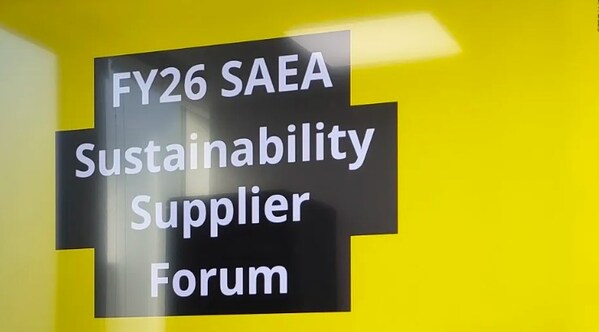 FY26 SAEA
Sustainability
Supplier
Forum